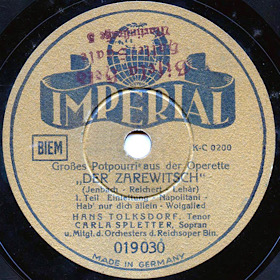 IMPERIAL
BIEM
K-C 0200
Großes Potpourri aus der Operette
„DER ZAREWITSCH"
(Jenbach - Reichert - Lehár)
1. Teil. Einleitung - Napolitani -
Hab' nur dich allein - Wolgalied
HANS TOLKSDORF, Tenor
CARLA SPLETTER, Sopran
u. Mitgl. d. Orchesters d. Reichsoper Bln.
019030
MADE IN GERMANY